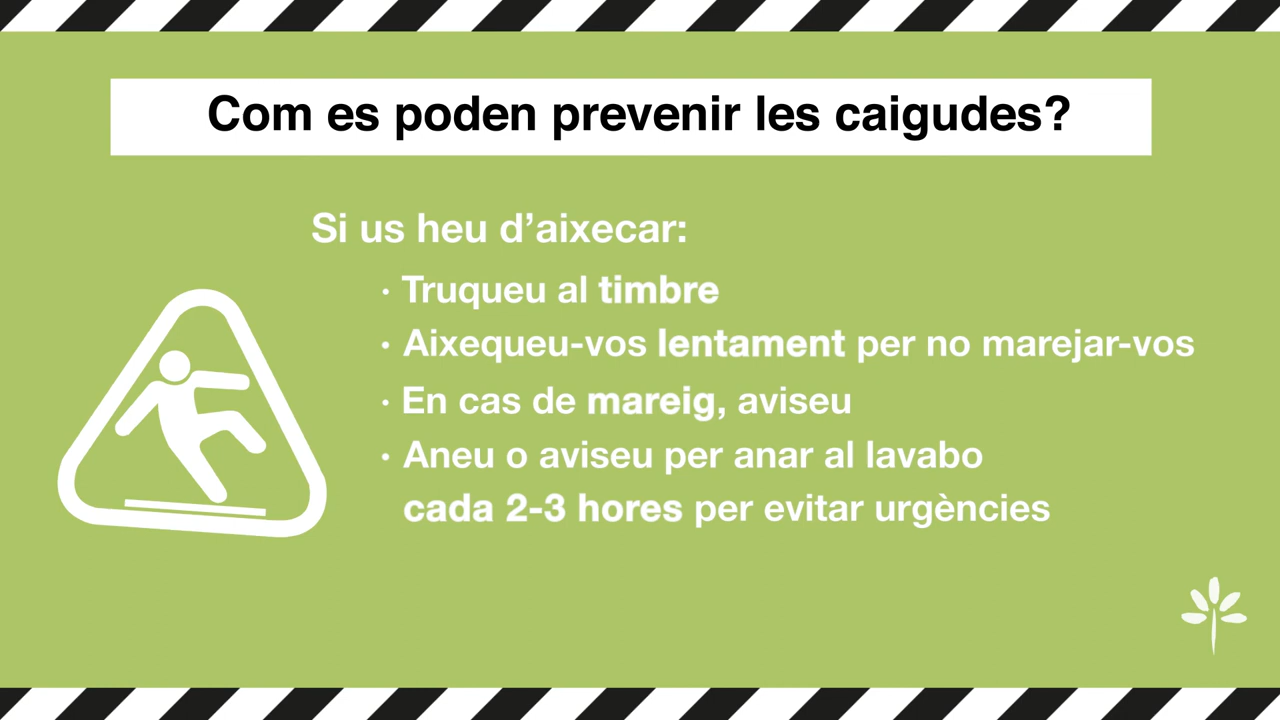 Com es poden prevenir les caigudes?
Si us heu d’aixecar:
· Truqueu al timbre
· Aixequeu-vos lentament per no marejar-vos
· En cas de mareig, aviseu
· Aneu o aviseu per anar al lavabo
cada 2-3 hores per evitar urgències